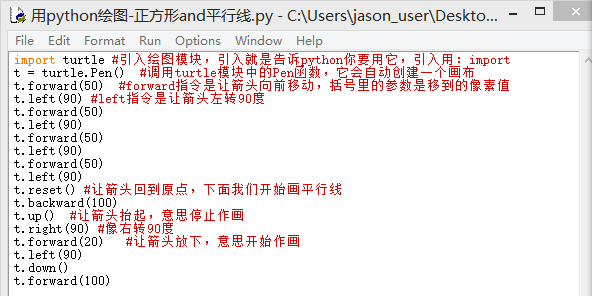 用python绘图-正方形and平行线.py - C:\Users\jason_user\Deskto...
File Edit Format Run Options Windows Help
import turtle #引入绘图模块，引入就是告诉python你要用它，引入用：import
t = turtle.Pen() #调用turtle模块中的Pen函数，它会自动创建一个画布
t.forward(50) #forward指令是让箭头向前移动，括号里的参数是移到的像素值
t.left(90) #left指令是让箭头左转90度
t.forward(50)
t.left(90)
t.forward(50)
t.left(90)
t.forward(50)
t.left(90)
t.reset() #让箭头回到原点，下面我们开始画平行线
t.backward(100)
t.up() #让箭头抬起，意思停止作画
t.right(90) #像右转90度
t.forward(20) #让箭头放下，意思开始作画
t.left(90)
t.down()
t.forward(100)